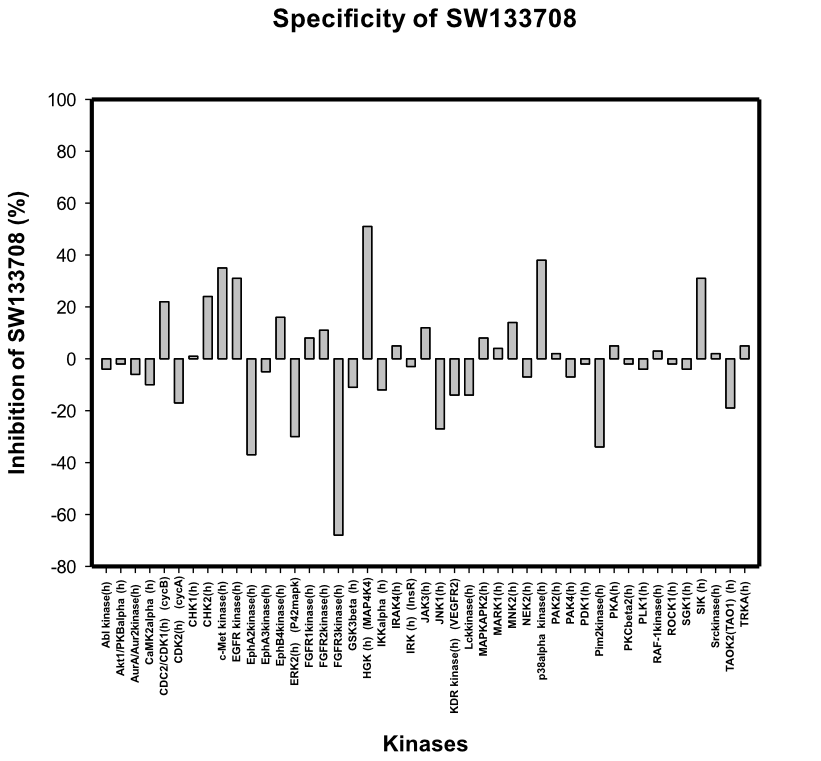 Specificity of SW133708
Inhibition of SW133708 (%)
100
80
60
40
20
0
-20
-40
-60
-80
Abl kinase(h)
Akt1/PKBalpha (h)
AurA/Aur2kinase(h)
CaMK2alpha (h)
CDC2/CDK1(h) (cycB)
CDK2(h) (cycA)
CHK1(h)
CHK2(h)
c-Met kinase(h)
EGFR kinase(h)
EphA2kinase(h)
EphA3kinase(h)
EphB4kinase(h)
ERK2(h) (P42mapk)
FGFR1kinase(h)
FGFR2kinase(h)
FGFR3kinase(h)
GSK3beta (h)
HGK (h) (MAP4K4)
IKKalpha (h)
IRAK4(h)
IRK (h) (InsR)
JAK3(h)
JNK1(h)
KDR kinase(h) (VEGFR2)
Lckkinase(h)
MAPKAPK2(h)
MARK1(h)
MNK2(h)
NEK2(h)
p38alpha kinase(h)
PAK2(h)
PAK4(h)
PDK1(h)
Pim2kinase(h)
PKA(h)
PKCbeta2(h)
PLK1(h)
RAF-1kinase(h)
ROCK1(h)
SGK1(h)
SIK (h)
Srckinase(h)
TAOK2(TAO1) (h)
TRKA(h)
Kinases